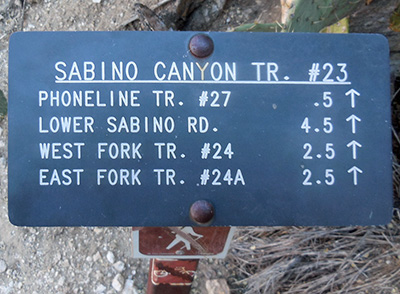 SABINO CANYON TR. #23
PHONELINE TR. #27 .5 ↑
LOWER SABINO RD. 4.5 ↑
WEST FORK TR. #24 2.5 ↑
EAST FORK TR. #24A 2.5 ↑